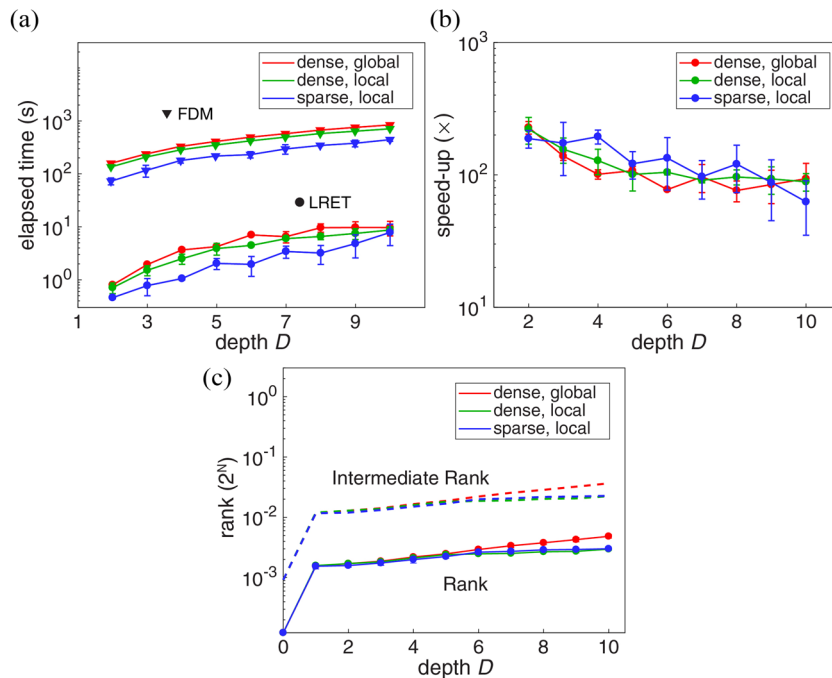 (a)
elapsed time (s)
10³
10²
10¹
10⁰
dense, global
dense, local
sparse, local
FDM
LRET
1 3 5 7 9
depth D
(b)
speed-up (×)
10³
10²
10¹
dense, global
dense, local
sparse, local
2 4 6 8 10
depth D
(c)
rank (2ᴺ)
10⁰
10⁻¹
10⁻²
10⁻³
dense, global
dense, local
sparse, local
Intermediate Rank
Rank
0 2 4 6 8 10
depth D